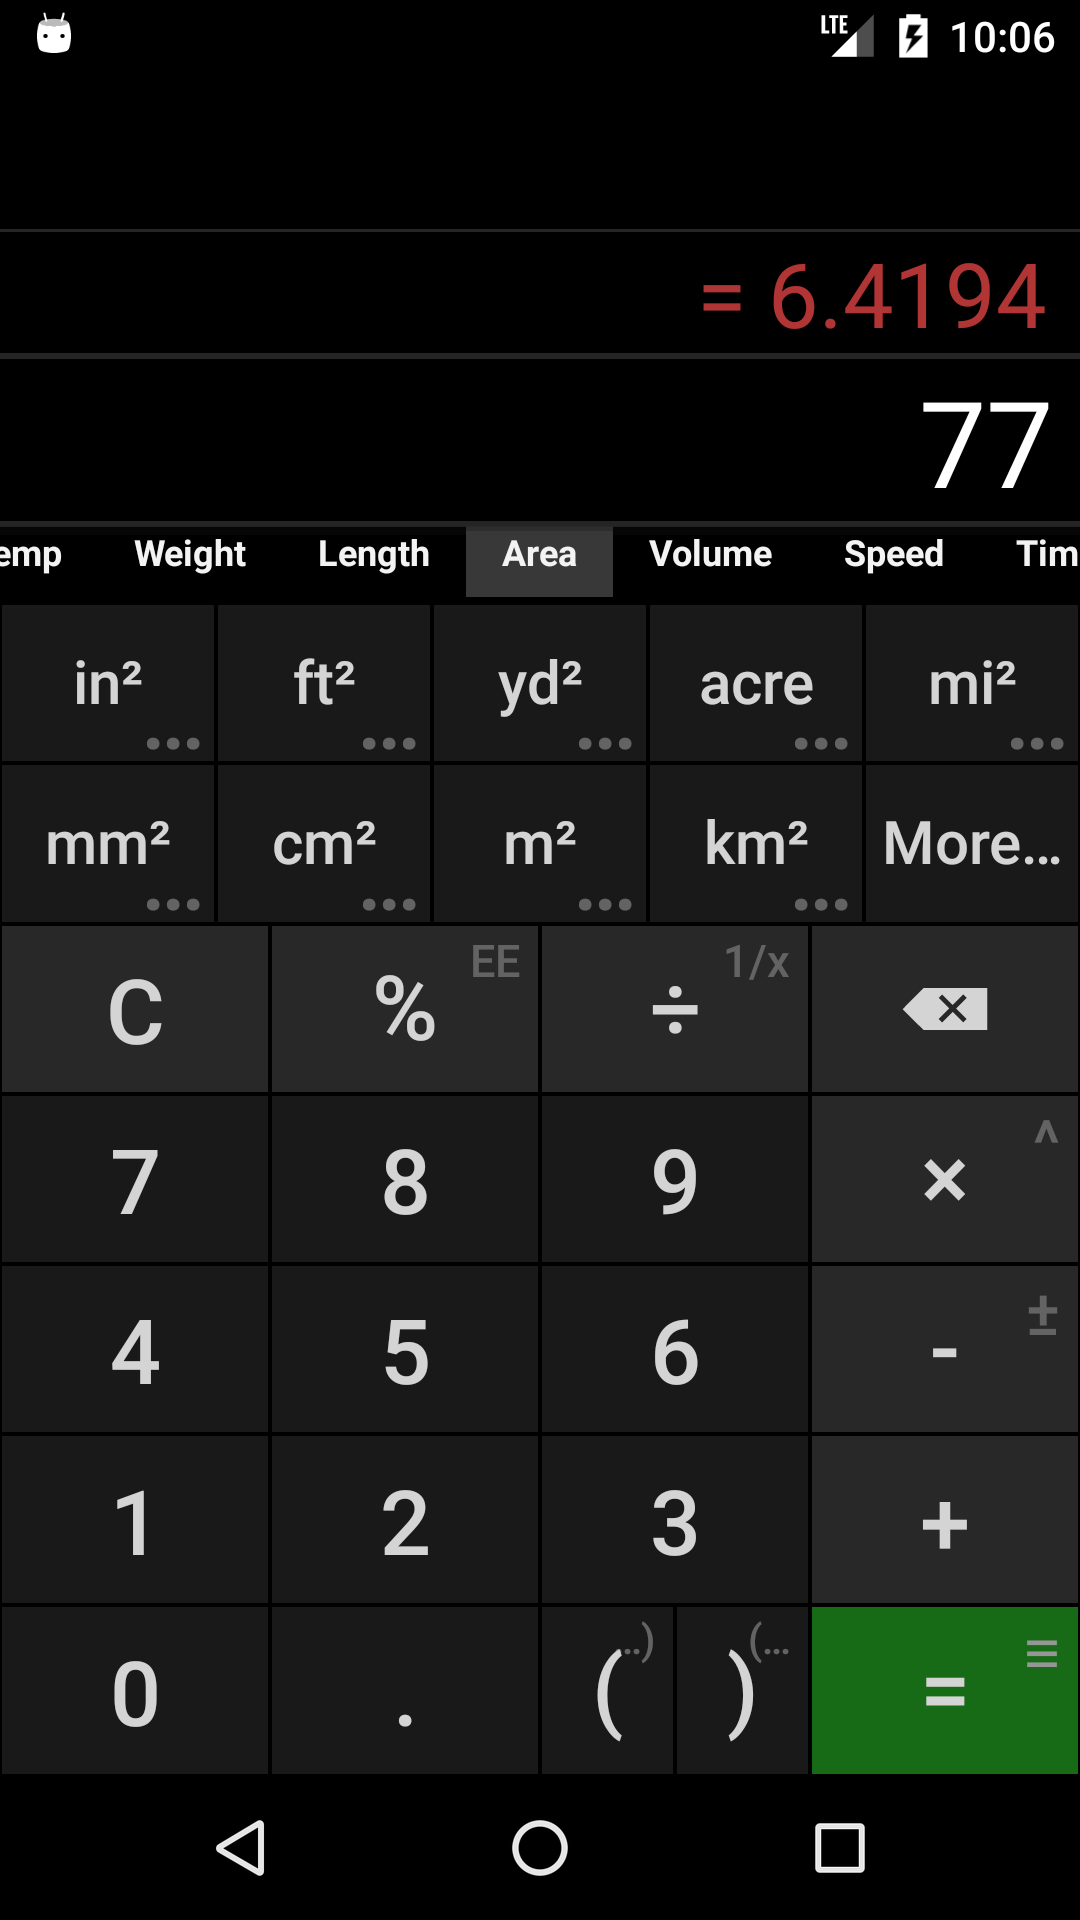 LTE 10:06
= 6.4194
77
emp Weight Length Area Volume Speed Tim
in² ft² yd² acre mi²
mm² cm² m² km² More...
C % EE ÷ 1/x
7 8 9 × ^
4 5 6 - ±
1 2 3 +
0 . ( ..) ) (... =